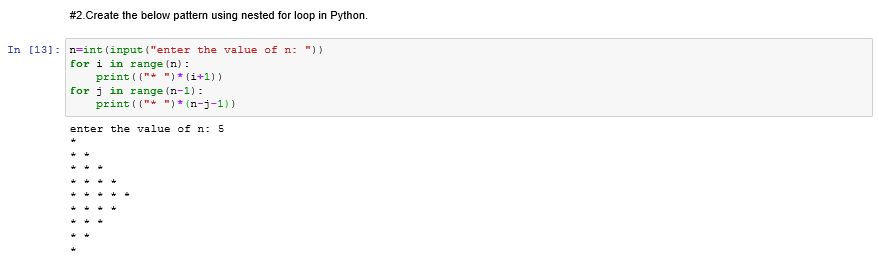 #2.Create the below pattern using nested for loop in Python.
In [13]: n=int(input("enter the value of n: "))
for i in range(n):
    print(("* ")*(i+1))
for j in range(n-1):
    print(("* ")*(n-j-1))
enter the value of n: 5
*
* *
* * *
* * * *
* * * * *
* * * *
* * *
* *
*